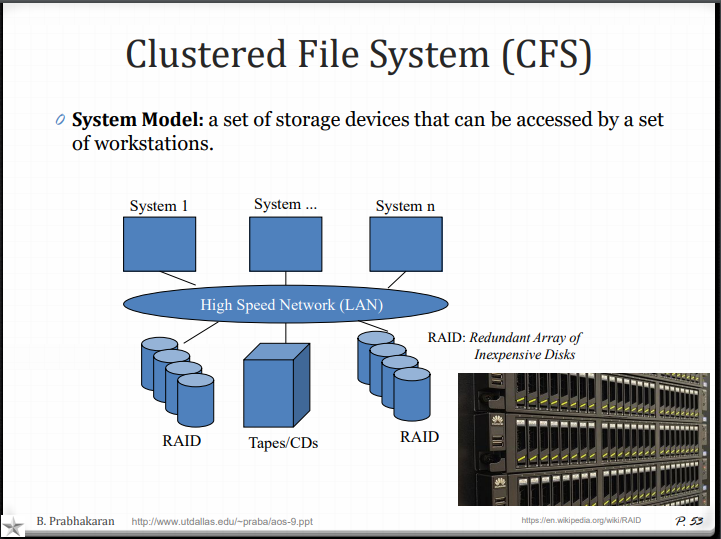 Clustered File System (CFS)
System Model: a set of storage devices that can be accessed by a set
of workstations.
System 1
System ...
System n
High Speed Network (LAN)
RAID: Redundant Array of
Inexpensive Disks
RAID
Tapes/CDs
RAID
B. Prabhakaran
http://www.utdallas.edu/~praba/aos-9.ppt
https://en.wikipedia.org/wiki/RAID
P. 53